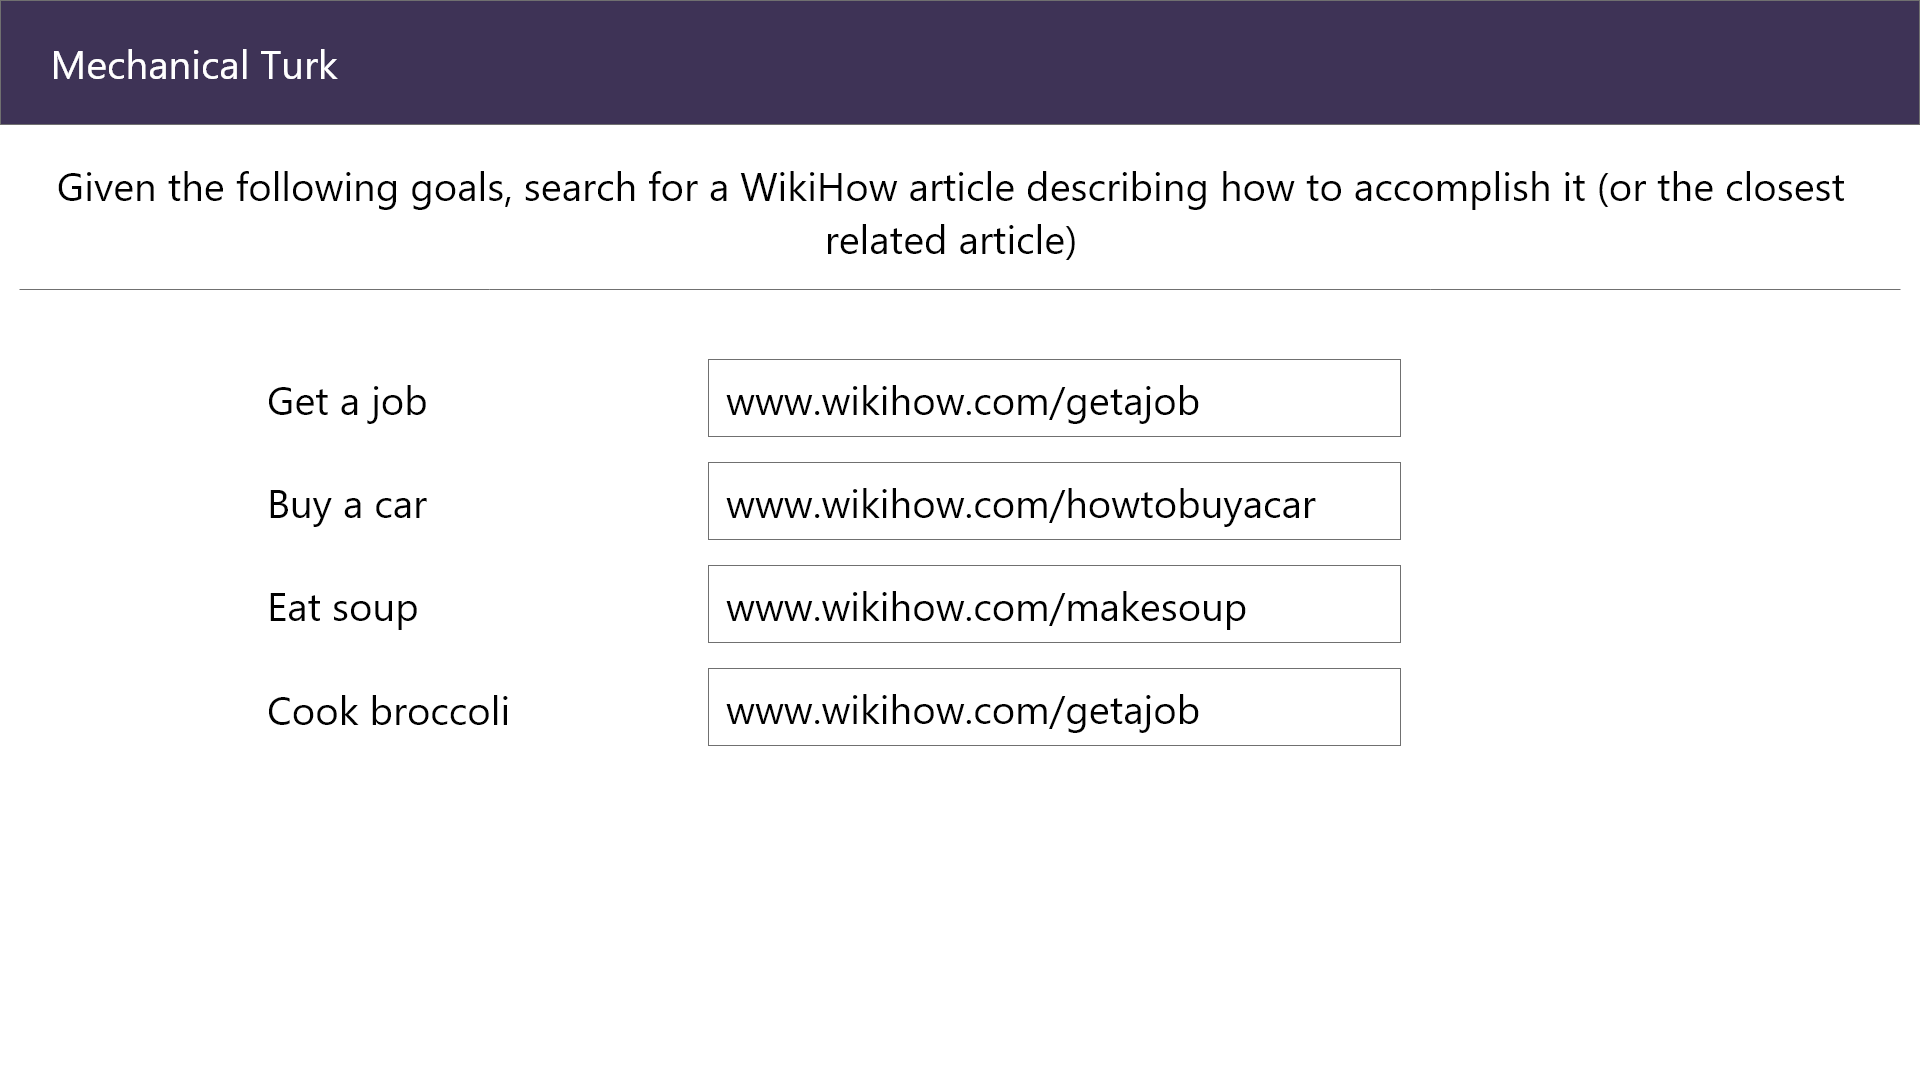 Mechanical Turk
Given the following goals, search for a WikiHow article describing how to accomplish it (or the closest
related article)
Get a job www.wikihow.com/getajob
Buy a car www.wikihow.com/howtobuyacar
Eat soup www.wikihow.com/makesoup
Cook broccoli www.wikihow.com/getajob